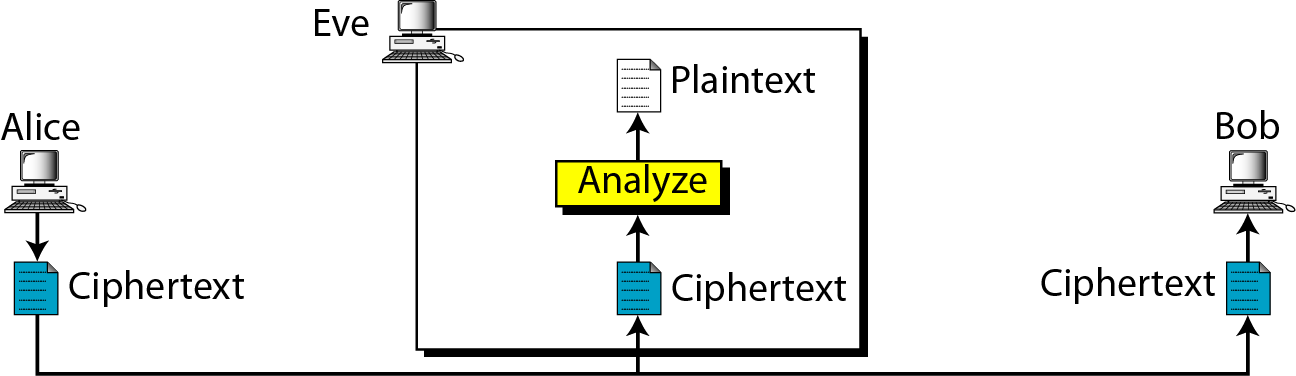 Eve
Plaintext
Alice
Bob
Analyze
Ciphertext
Ciphertext
Ciphertext